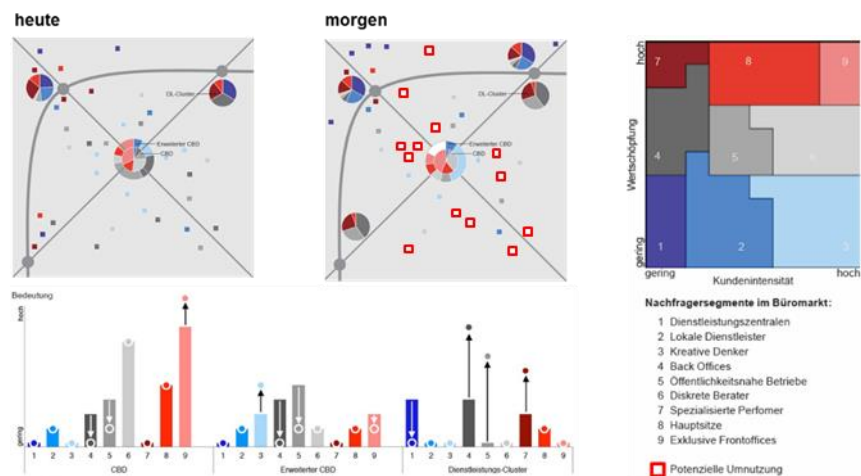 heute
morgen
DL-Cluster
Erweiterter CBD
CBD
DL-Cluster
Erweiterter CBD
CBD
hoch
Wertschöpfung
gering
7
8
9
4
5
6
1
2
3
gering
hoch
Kundenintensität
Bedeutung
hoch
gering
1 2 3 4 5 6 7 8 9
1 2 3 4 5 6 7 8 9
1 2 3 4 5 6 7 8 9
CBD
Erweiterter CBD
Dienstleistungs-Cluster
Nachfragersegmente im Büromarkt:
1 Dienstleistungszentralen
2 Lokale Dienstleister
3 Kreative Denker
4 Back Offices
5 Öffentlichkeitsnahe Betriebe
6 Diskrete Berater
7 Spezialisierte Perfomer
8 Hauptsitze
9 Exklusive Frontoffices
Potenzielle Umnutzung